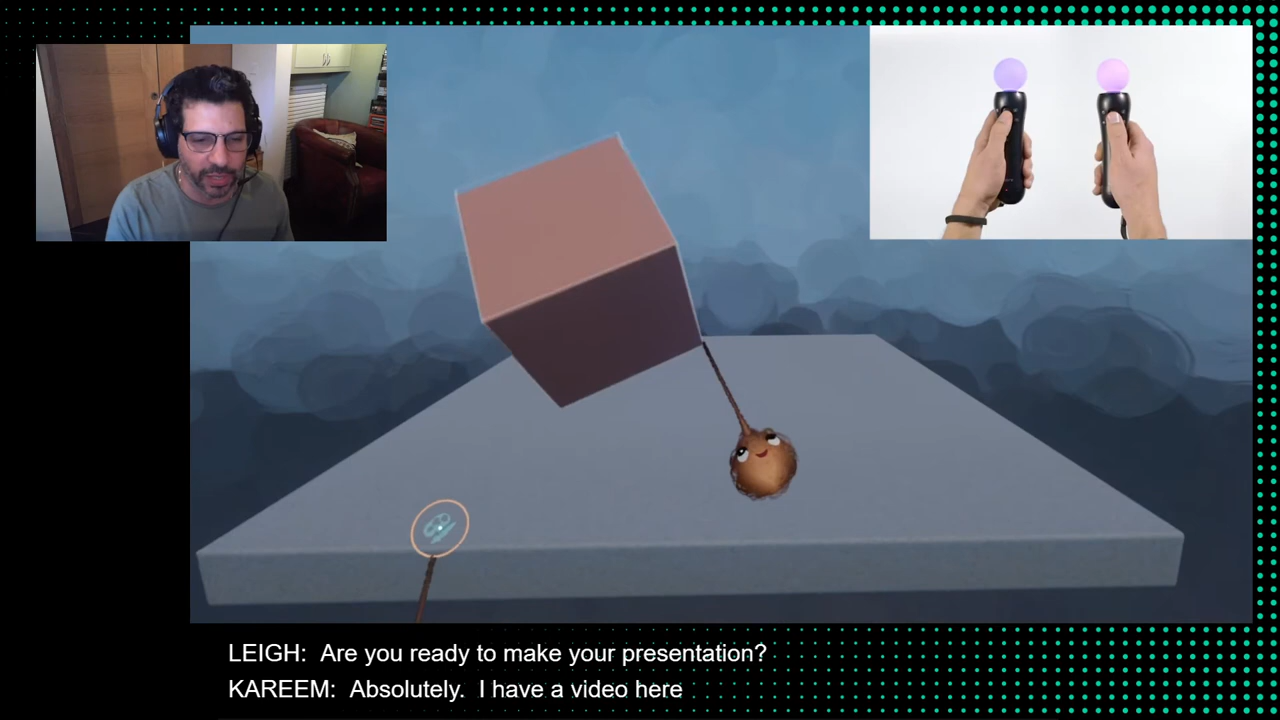 LEIGH:  Are you ready to make your presentation?
KAREEM:  Absolutely.  I have a video here